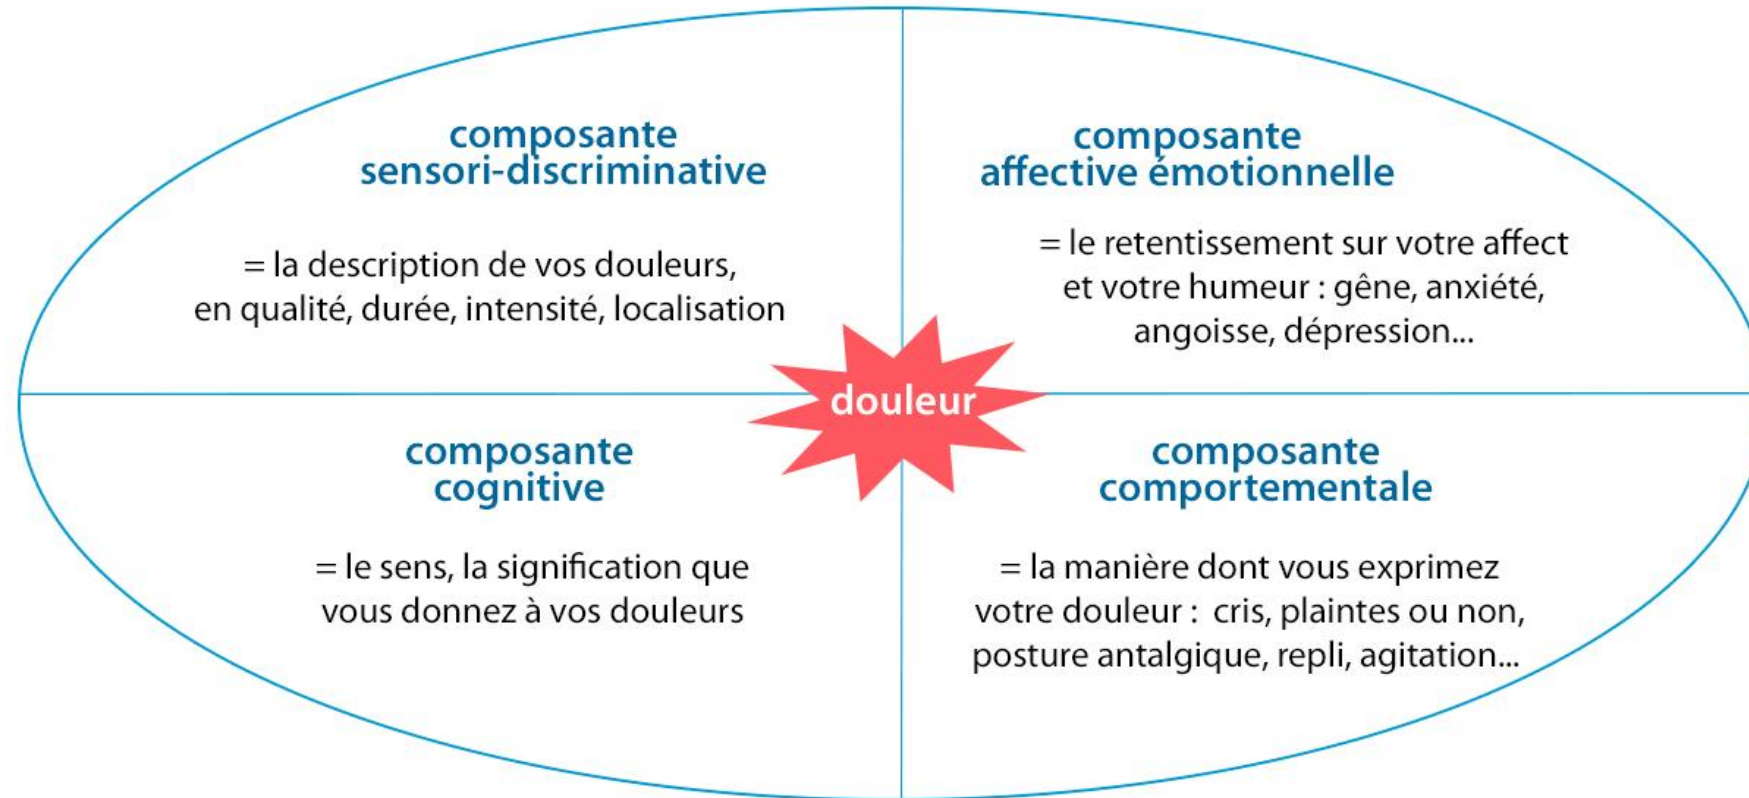 composante
sensori-discriminative
= la description de vos douleurs,
en qualité, durée, intensité, localisation
composante
affective émotionnelle
= le retentissement sur votre affect
et votre humeur : gêne, anxiété,
angoisse, dépression...
douleur
composante
cognitive
= le sens, la signification que
vous donnez à vos douleurs
composante
comportementale
= la manière dont vous exprimez
votre douleur : cris, plaintes ou non,
posture antalgique, repli, agitation...